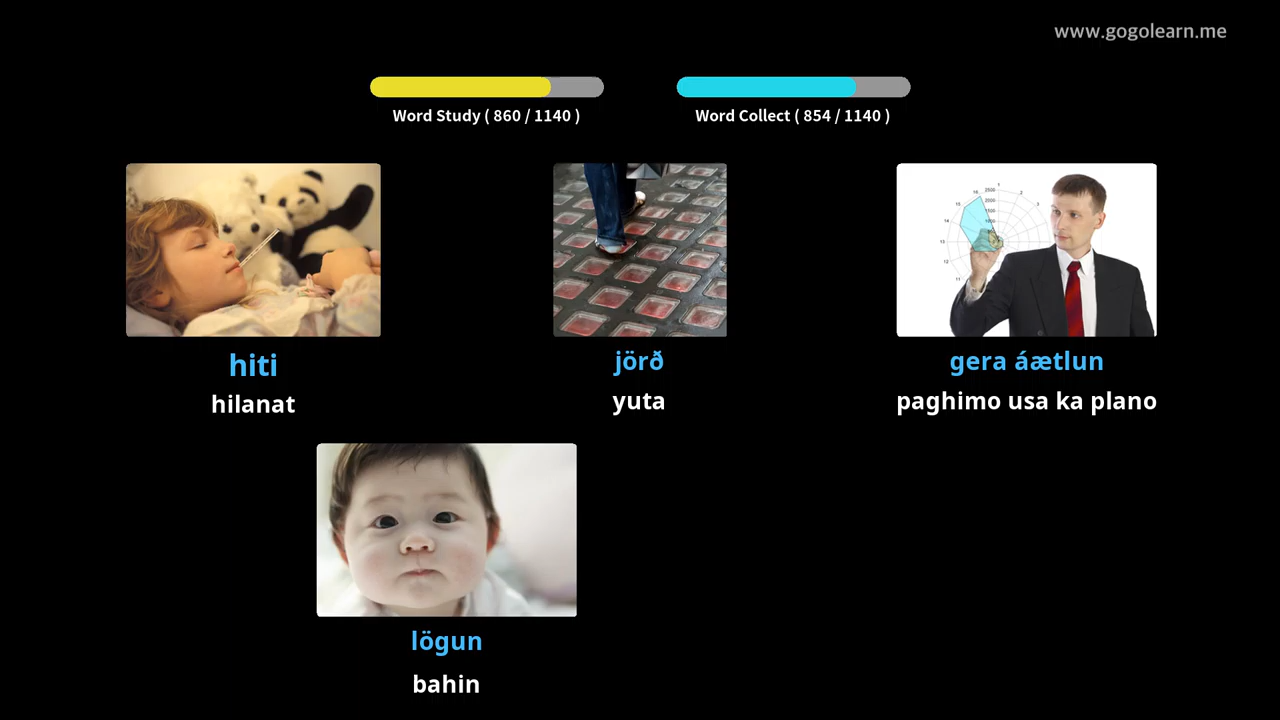 www.gogolearn.me
Word Study ( 860 / 1140 )
Word Collect ( 854 / 1140 )
hiti
hilanat
jörð
yuta
gera áætlun
paghimo usa ka plano
lögun
bahin